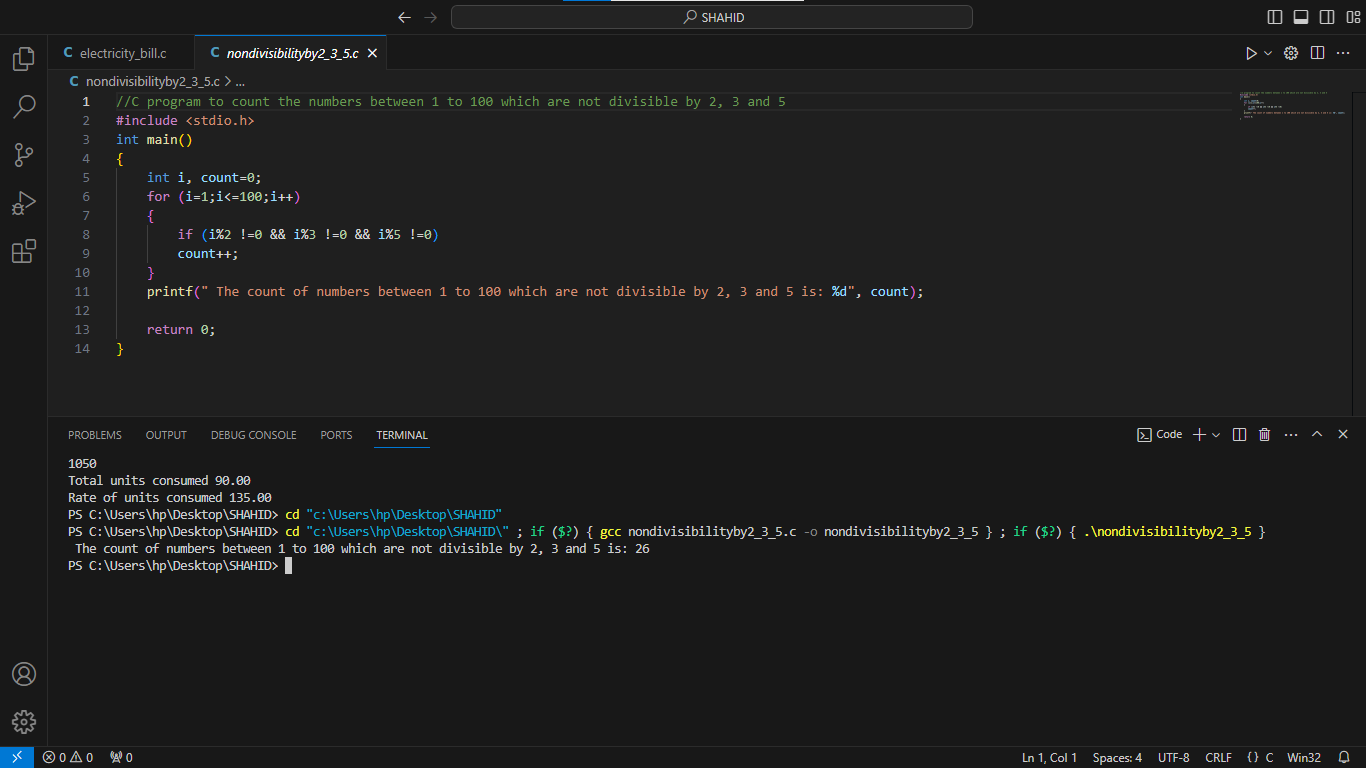 SHAHID
C electricity_bill.c
C nondivisibilityby2_3_5.c
C nondivisibilityby2_3_5.c > ...
1 //C program to count the numbers between 1 to 100 which are not divisible by 2, 3 and 5
2 #include <stdio.h>
3 int main()
4 {
5 int i, count=0;
6 for (i=1;i<=100;i++)
7 {
8 if (i%2 !=0 && i%3 !=0 && i%5 !=0)
9 count++;
10 }
11 printf(" The count of numbers between 1 to 100 which are not divisible by 2, 3 and 5 is: %d", count);
12
13 return 0;
14 }
PROBLEMS OUTPUT DEBUG CONSOLE PORTS TERMINAL Code
1050
Total units consumed 90.00
Rate of units consumed 135.00
PS C:\Users\hp\Desktop\SHAHID> cd "c:\Users\hp\Desktop\SHAHID"
PS C:\Users\hp\Desktop\SHAHID> cd "c:\Users\hp\Desktop\SHAHID\" ; if ($?) { gcc nondivisibilityby2_3_5.c -o nondivisibilityby2_3_5 } ; if ($?) { .\nondivisibilityby2_3_5 }
The count of numbers between 1 to 100 which are not divisible by 2, 3 and 5 is: 26
PS C:\Users\hp\Desktop\SHAHID>
0 0 0 Ln 1, Col 1 Spaces: 4 UTF-8 CRLF {} C Win32